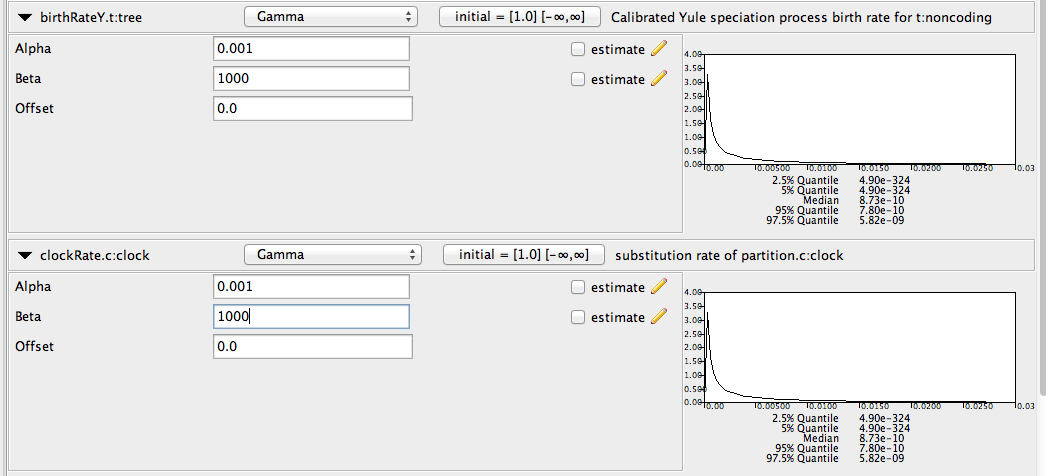 birthRateY.t:tree Gamma initial = [1.0] [-∞,∞] Calibrated Yule speciation process birth rate for t:noncoding
Alpha 0.001 estimate
Beta 1000 estimate
Offset 0.0
4.00
3.50
3.00
2.50
2.00
1.50
1.00
0.500
0.00
0.00 0.00500 0.0100 0.0150 0.0200 0.0250 0.03
2.5% Quantile 4.90e-324
5% Quantile 4.90e-324
Median 8.73e-10
95% Quantile 7.80e-10
97.5% Quantile 5.82e-09
clockRate.c:clock Gamma initial = [1.0] [-∞,∞] substitution rate of partition.c:clock
Alpha 0.001 estimate
Beta 1000 estimate
Offset 0.0
4.00
3.50
3.00
2.50
2.00
1.50
1.00
0.500
0.00
0.00 0.00500 0.0100 0.0150 0.0200 0.0250 0.03
2.5% Quantile 4.90e-324
5% Quantile 4.90e-324
Median 8.73e-10
95% Quantile 7.80e-10
97.5% Quantile 5.82e-09